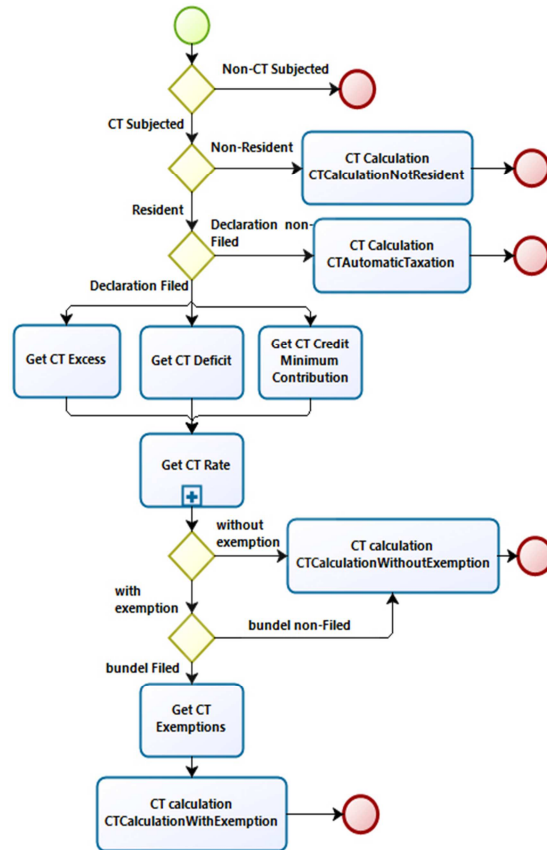 Non-CT Subjected
CT Subjected
Non-Resident
CT Calculation
CTCalculationNotResident
Resident
Declaration non-
Filed
CT Calculation
CTAutomaticTaxation
Declaration Filed
Get CT Excess
Get CT Deficit
Get CT Credit
Minimum
Contribution
Get CT Rate
without
exemption
CT calculation
CTCalculationWithoutExemption
with
exemption
bundel non-Filed
bundel Filed
Get CT
Exemptions
CT calculation
CTCalculationWithExemption